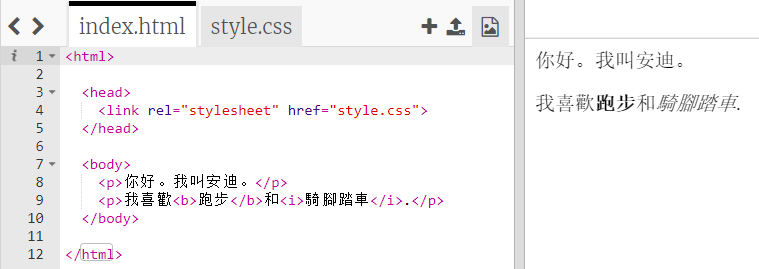 index.html style.css
i 1 <html>
2
3 <head>
4 <link rel="stylesheet" href="style.css">
5 </head>
6
7 <body>
8 <p>你好。我叫安迪。</p>
9 <p>我喜歡<b>跑步</b>和<i>騎腳踏車</i>.</p>
10 </body>
11
12 </html>
你好。我叫安迪。
我喜歡跑步和騎腳踏車.